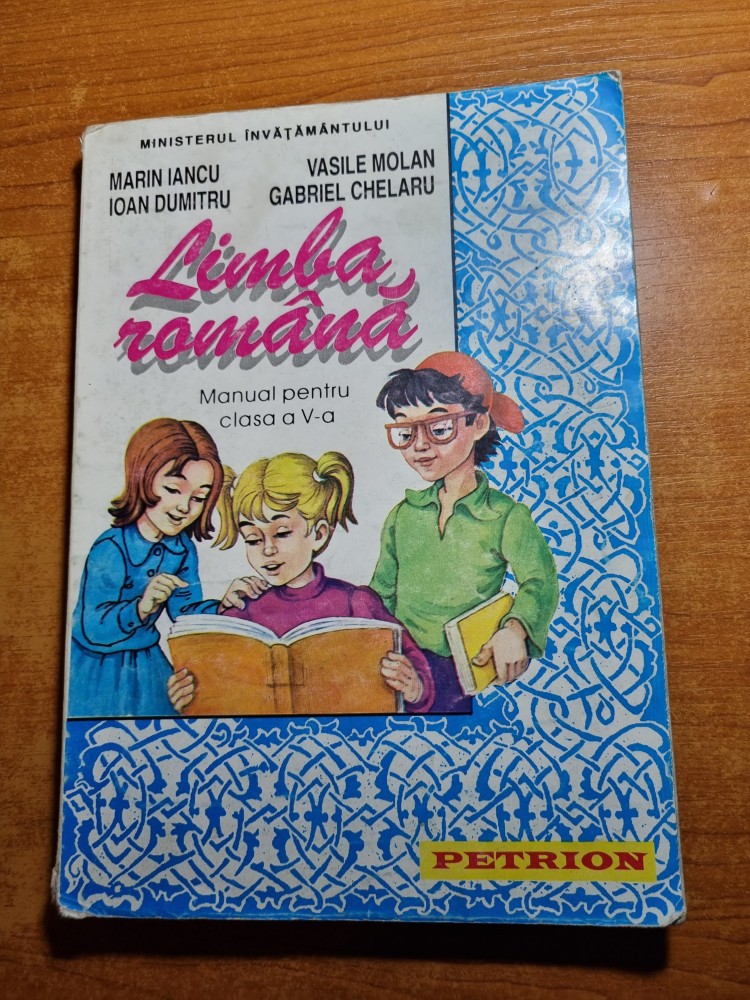 MINISTERUL ÎNVĂȚĂMÂNTULUI
MARIN IANCU VASILE MOLAN
IOAN DUMITRU GABRIEL CHELARU
Limba
română
Manual pentru
clasa a V-a
PETRION